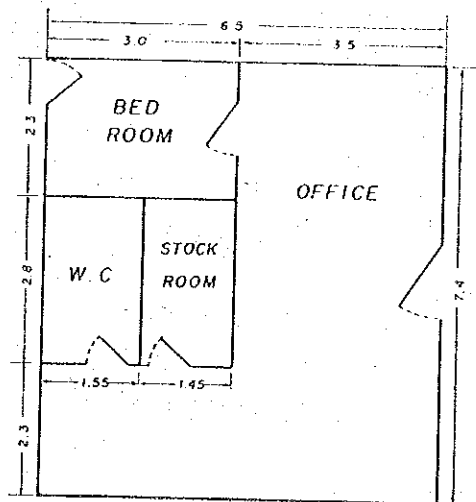 6.5
3.0
3.5
BED
ROOM
2.3
OFFICE
STOCK
ROOM
W.C
2.8
7.4
1.55
1.45
2.3